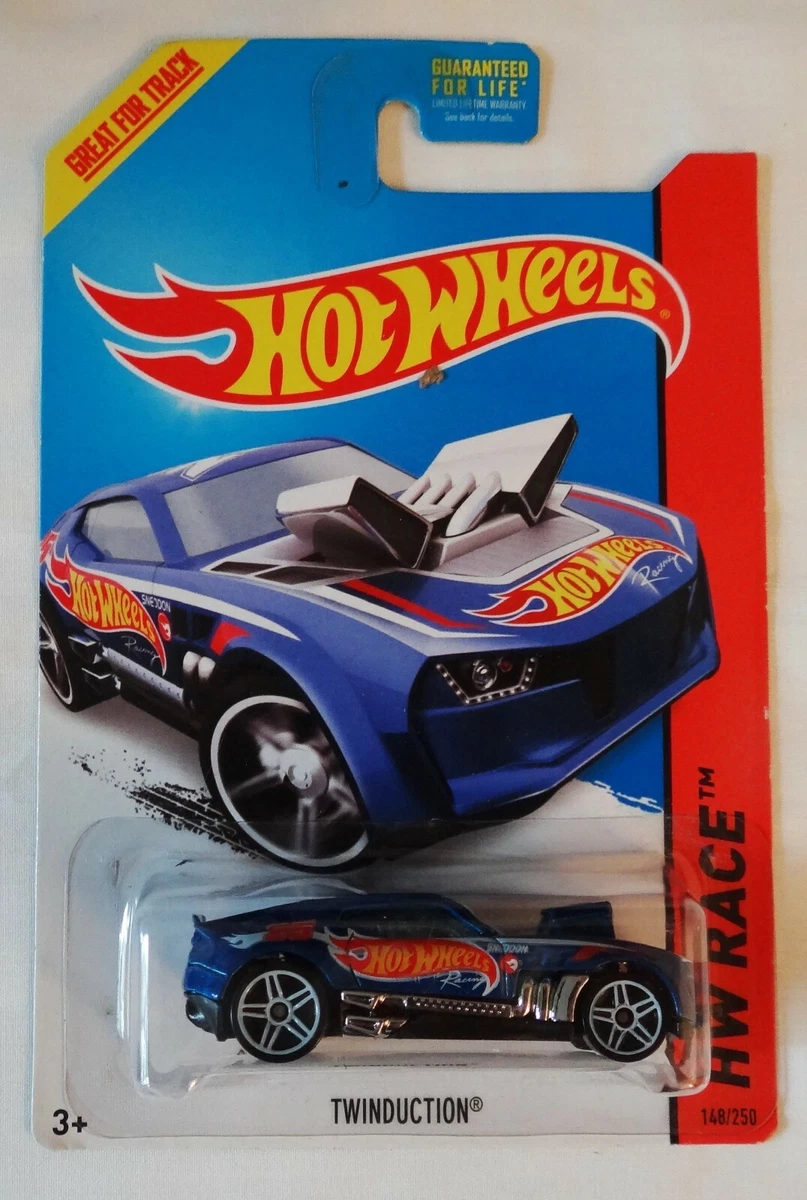 GREAT FOR TRACK
GUARANTEED
FOR LIFE*
LIMITED LIFETIME WARRANTY
See back for details.
HOT WHEELS®
HOT WHEELS
Racing
HOT WHEELS
Racing
HOT WHEELS
Racing
HW RACE™
TWINDUCTION®
3+
148/250